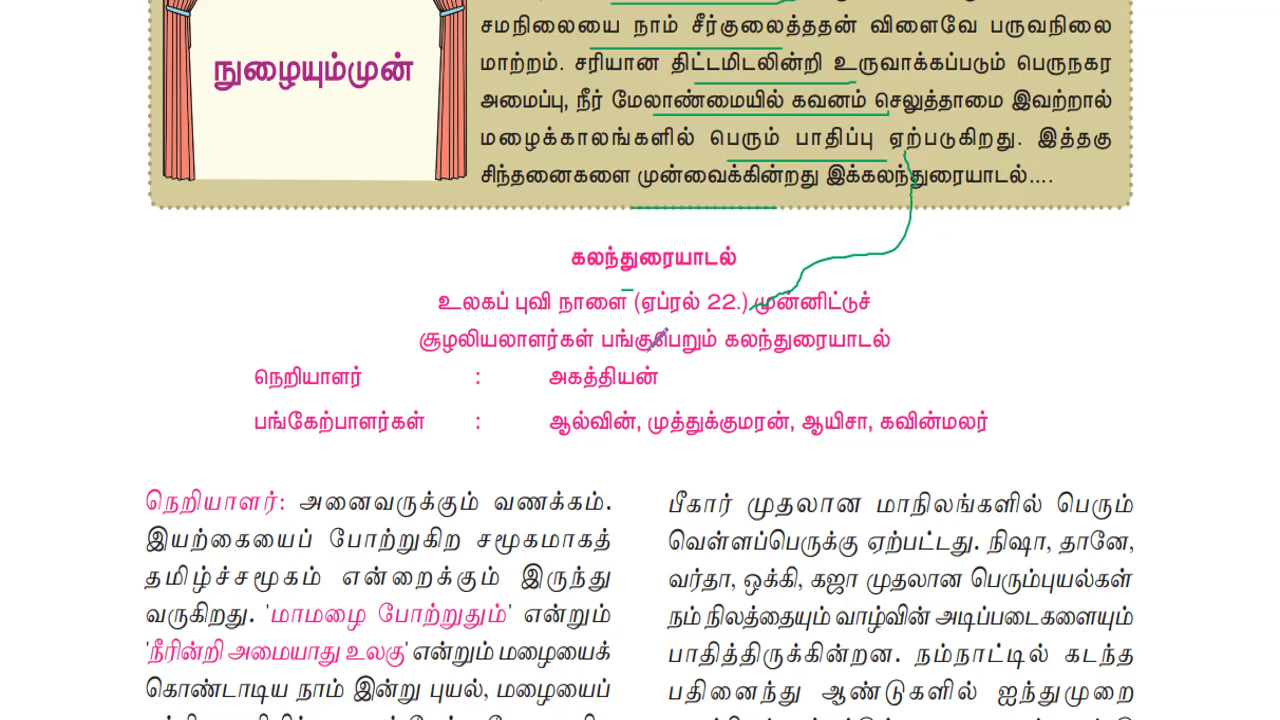 நுழையும்முன்
சமநிலையை நாம் சீர்குலைத்ததன் விளைவே பருவநிலை
மாற்றம். சரியான திட்டமிடலின்றி உருவாக்கப்படும் பெருநகர
அமைப்பு, நீர் மேலாண்மையில் கவனம் செலுத்தாமை இவற்றால்
மழைக்காலங்களில் பெரும் பாதிப்பு ஏற்படுகிறது. இத்தகு
சிந்தனைகளை முன்வைக்கின்றது இக்கலந்துரையாடல்....
கலந்துரையாடல்
உலகப் புவி நாளை (ஏப்ரல் 22.) முன்னிட்டுச்
சூழலியலாளர்கள் பங்குபெறும் கலந்துரையாடல்
நெறியாளர் : அகத்தியன்
பங்கேற்பாளர்கள் : ஆல்வின், முத்துக்குமரன், ஆயிசா, கவின்மலர்
நெறியாளர்: அனைவருக்கும் வணக்கம்.
இயற்கையைப் போற்றுகிற சமூகமாகத்
தமிழ்ச்சமூகம் என்றைக்கும் இருந்து
வருகிறது. 'மாமழை போற்றுதும்' என்றும்
'நீரின்றி அமையாது உலகு' என்றும் மழையைக்
கொண்டாடிய நாம் இன்று புயல், மழையைப்
பீகார் முதலான மாநிலங்களில் பெரும்
வெள்ளப்பெருக்கு ஏற்பட்டது. நிஷா, தானே,
வர்தா, ஒக்கி, கஜா முதலான பெரும்புயல்கள்
நம் நிலத்தையும் வாழ்வின் அடிப்படைகளையும்
பாதித்திருக்கின்றன. நம்நாட்டில் கடந்த
பதினைந்து ஆண்டுகளில் ஐந்துமுறை